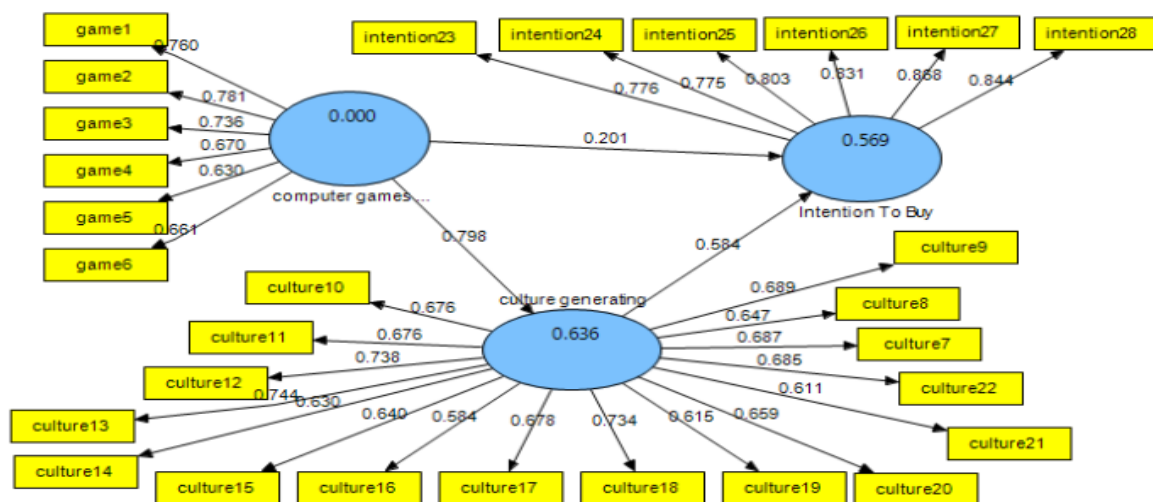 game1
0.760
game2
0.781
game3
0.736
game4
0.670
game5
0.630
game6
0.661
0.000
computer games ...
intention23
intention24
intention25
intention26
intention27
intention28
0.776
0.775
0.803
0.831
0.868
0.844
0.201
0.569
Intention To Buy
0.798
0.584
culture generating
0.636
culture10
0.676
culture11
0.676
culture12
0.738
culture13
0.744
culture14
0.630
culture15
0.640
culture16
0.584
culture17
0.678
culture18
0.734
culture19
0.615
culture20
0.659
culture21
0.611
culture22
0.685
culture7
0.687
culture8
0.647
culture9
0.689